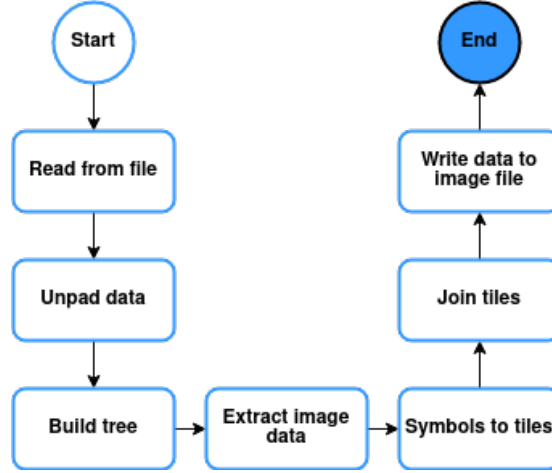 Start
Read from file
Unpad data
Build tree
Extract image
data
Symbols to tiles
Join tiles
Write data to
image file
End